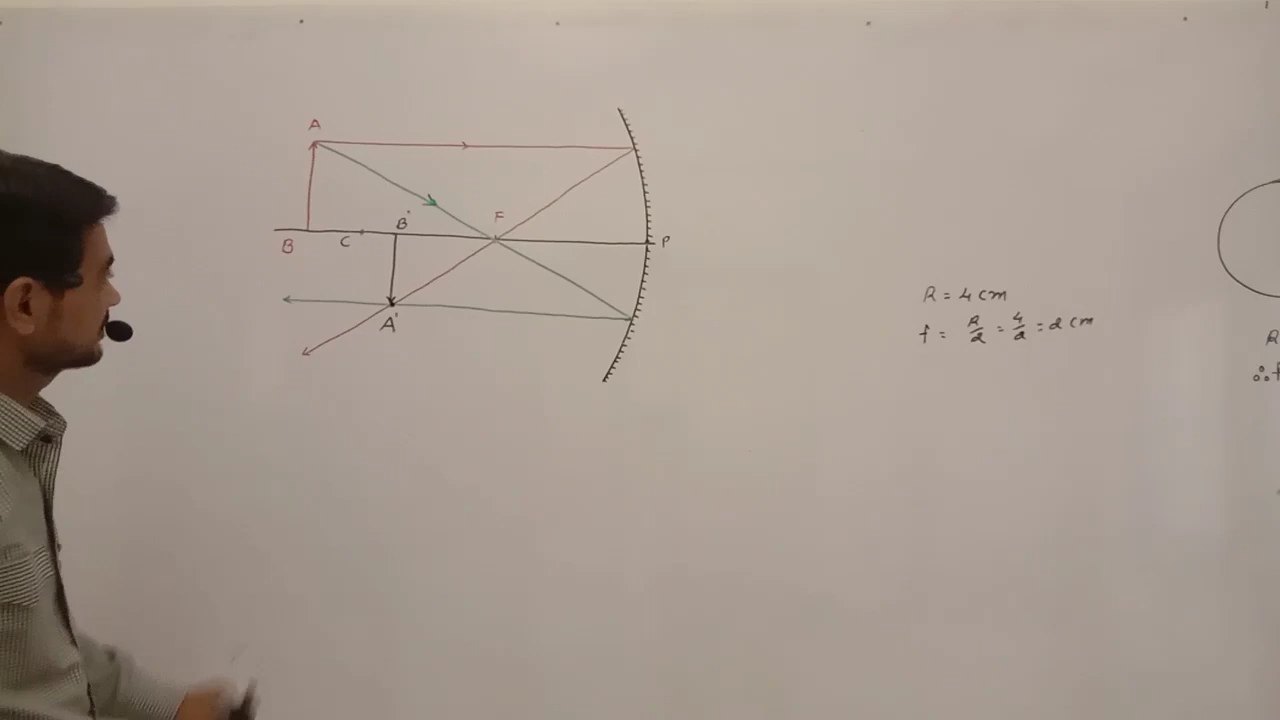 A
B
C
B'
F
P
A'
R = 4 cm
f = R/2 = 4/2 = 2 cm
R
∴ f